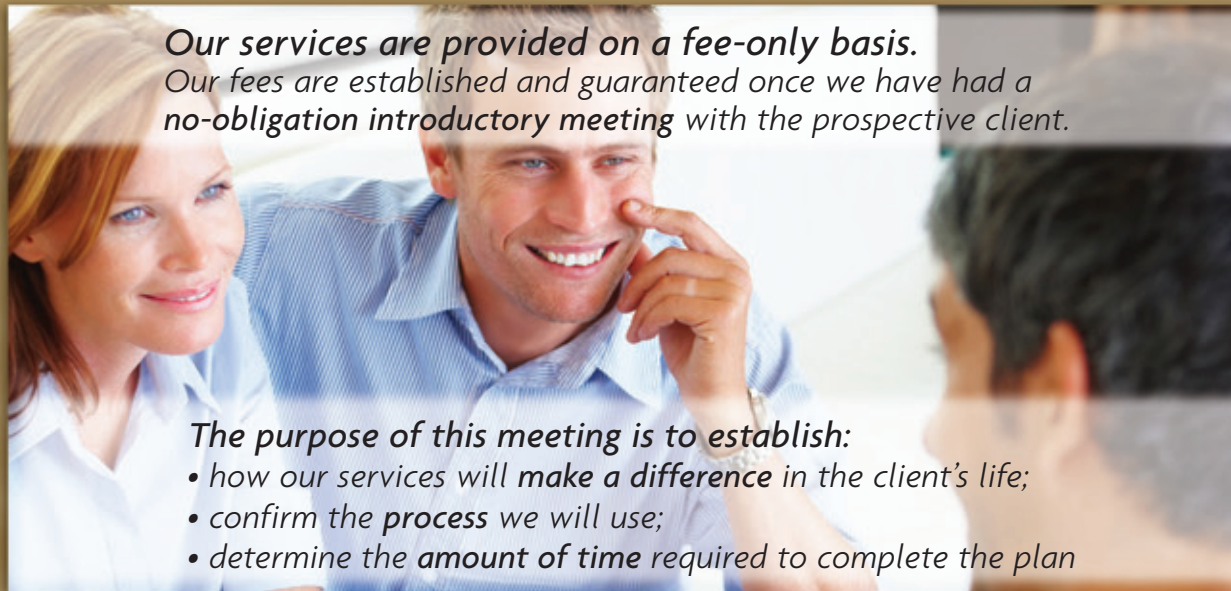 Our services are provided on a fee-only basis.
Our fees are established and guaranteed once we have had a
no-obligation introductory meeting with the prospective client.
The purpose of this meeting is to establish:
• how our services will make a difference in the client's life;
• confirm the process we will use;
• determine the amount of time required to complete the plan